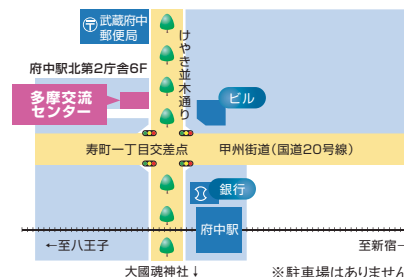 武蔵府中
郵便局
けやき並木通り
府中駅北第2庁舎6F
多摩交流
センター
ビル
寿町一丁目交差点
甲州街道(国道20号線)
銀行
府中駅
←至八王子
至新宿→
大國魂神社↓
※駐車場はありません